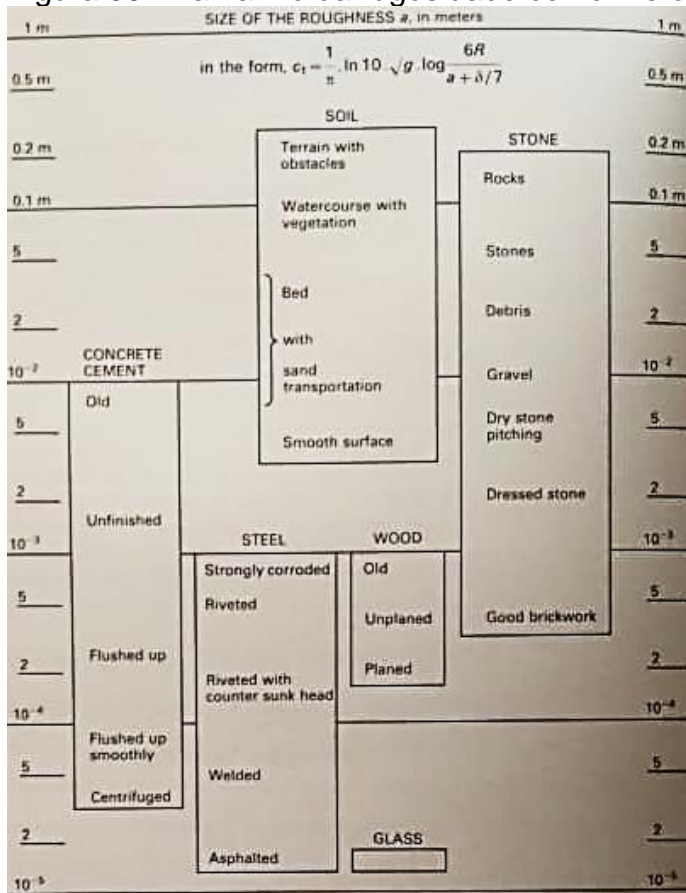 SIZE OF THE ROUGHNESS a, in meters
1 m
1 m
in the form, c₁ = 1/π . ln 10 . √g . log 6R / a + δ/7
0.5 m
0.5 m
SOIL
STONE
0.2 m
0.2 m
Terrain with
obstacles
Rocks
0.1 m
0.1 m
Watercourse with
vegetation
5
5
Stones
Bed
with
sand
transportation
Debris
2
2
CONCRETE
CEMENT
10⁻²
10⁻²
Gravel
Old
5
5
Dry stone
pitching
Smooth surface
2
2
Dressed stone
Unfinished
10⁻³
10⁻³
STEEL
WOOD
Strongly corroded
Old
5
5
Riveted
Unplaned
Good brickwork
Flushed up
2
2
Planed
Riveted with
counter sunk head
10⁻⁴
10⁻⁴
Flushed up
smoothly
5
5
Welded
Centrifuged
2
2
GLASS
Asphalted
10⁻⁵